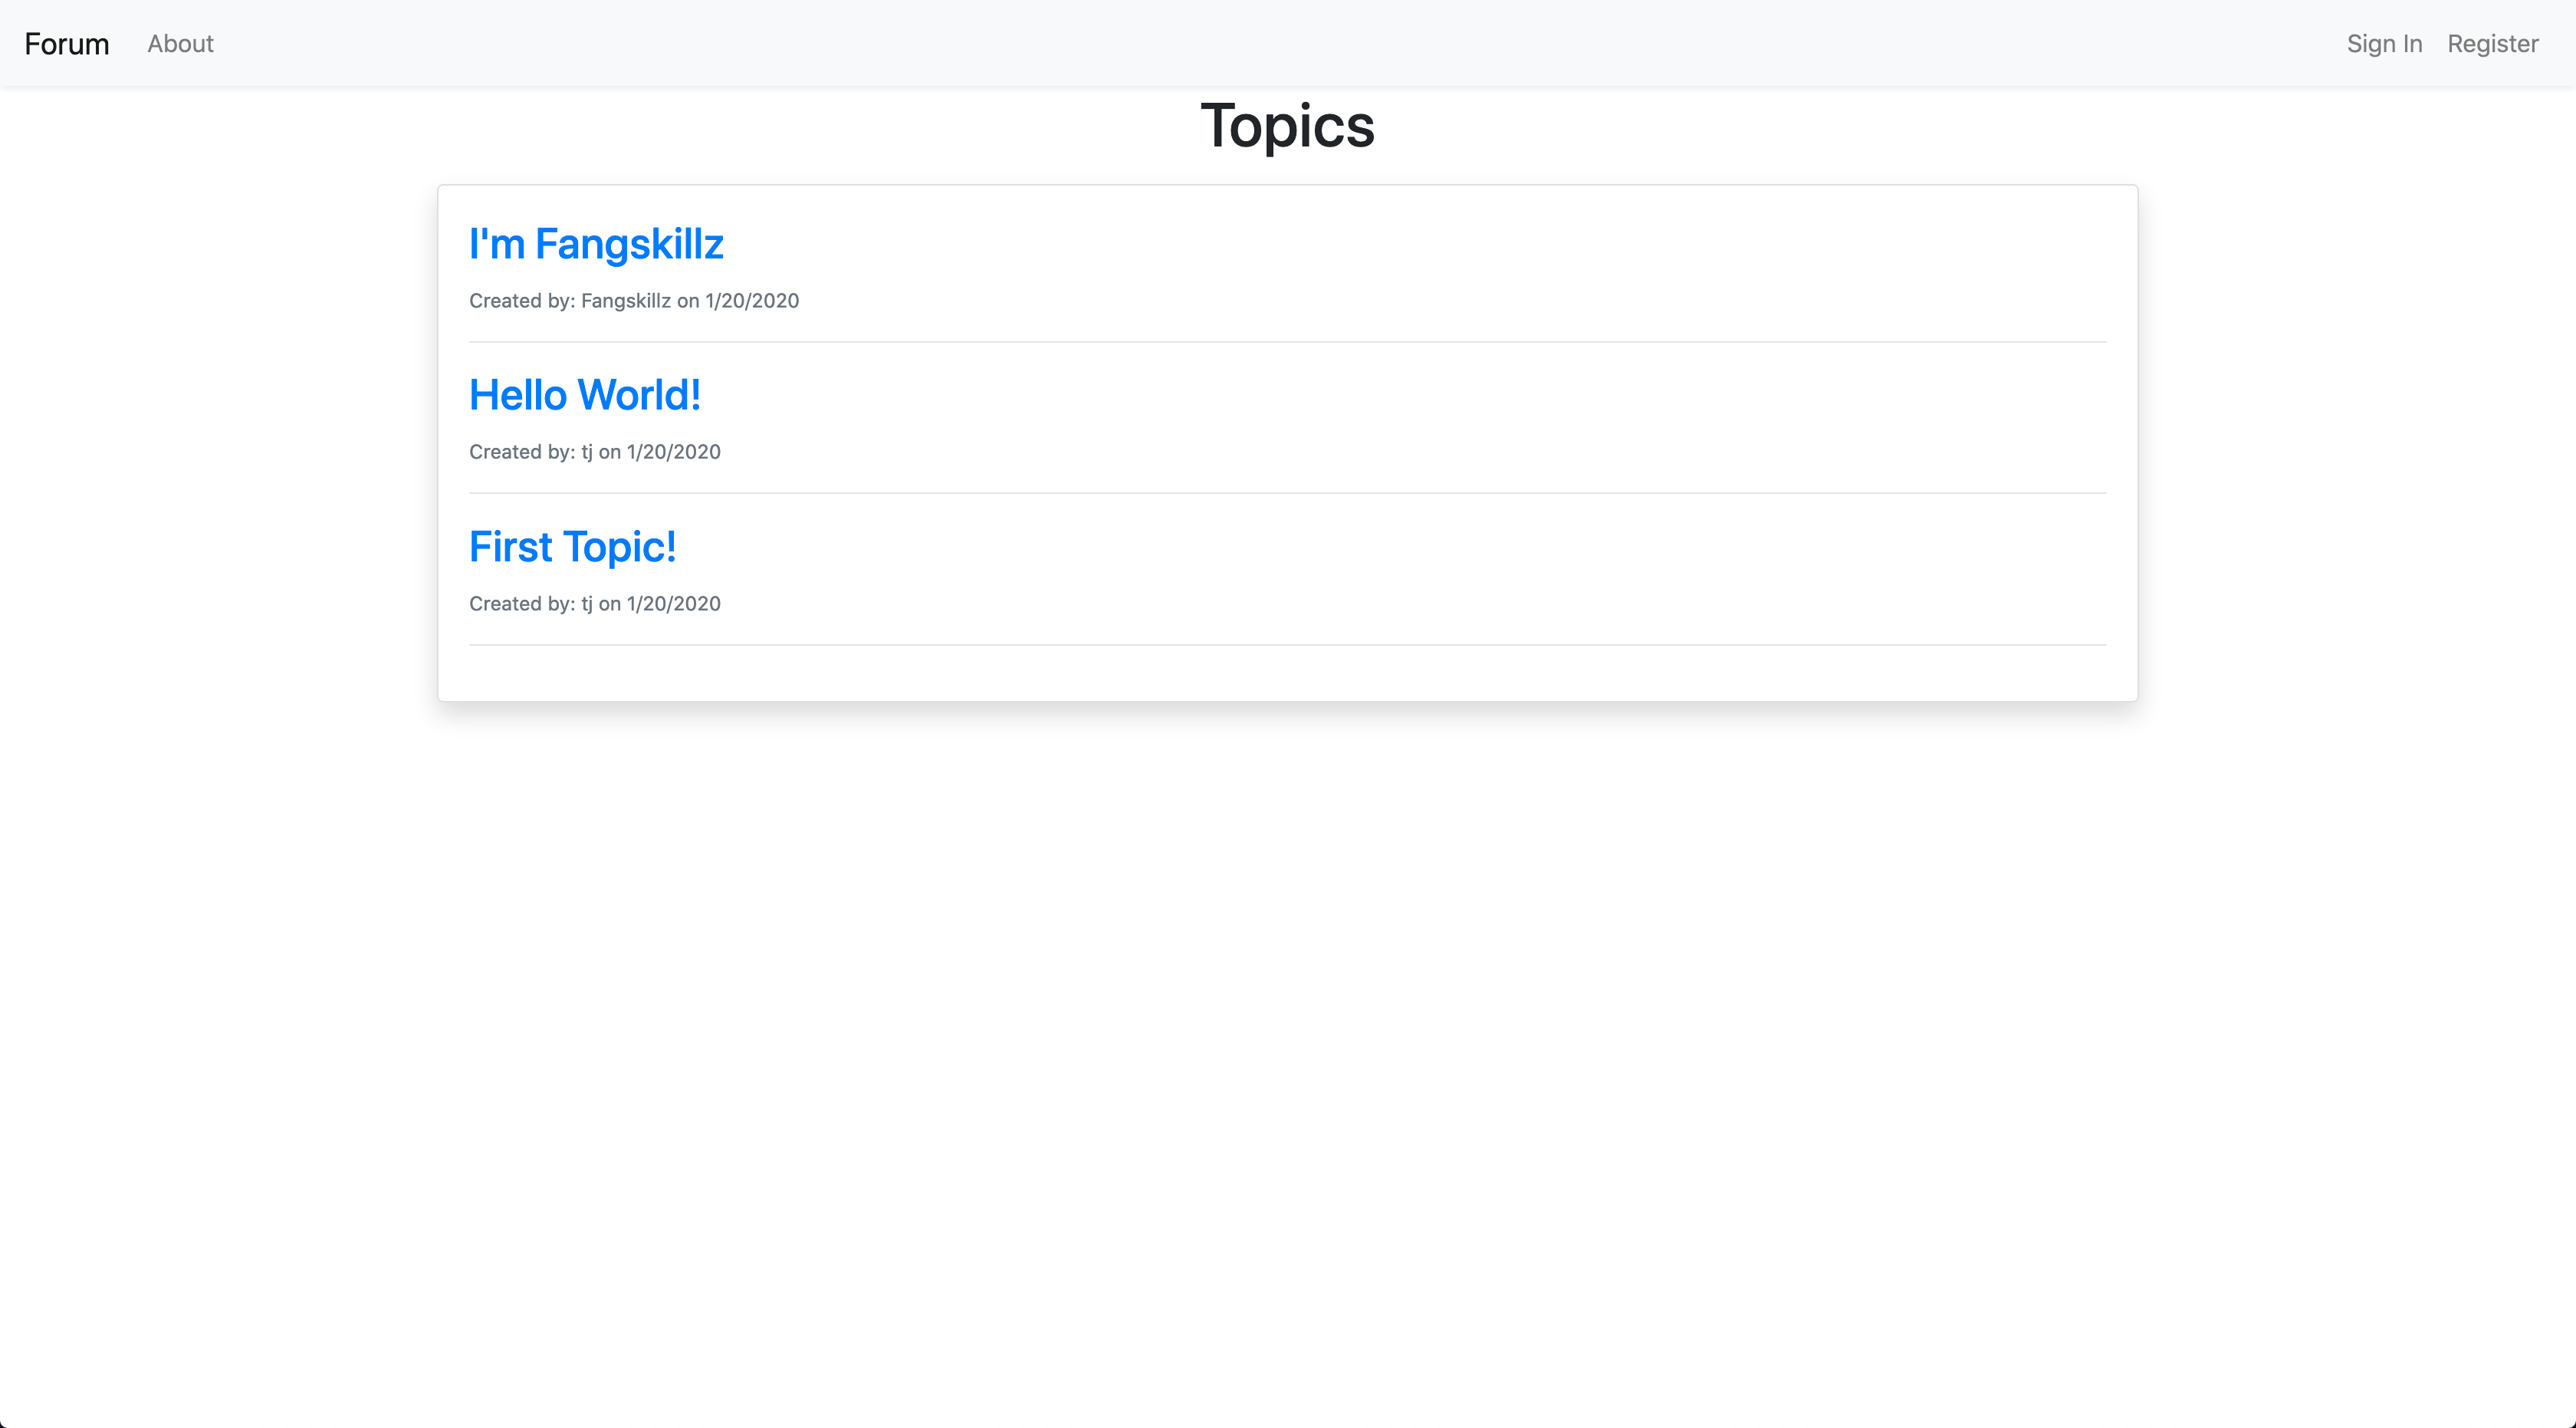 Forum About Sign In Register
Topics
I'm Fangskillz
Created by: Fangskillz on 1/20/2020
Hello World!
Created by: tj on 1/20/2020
First Topic!
Created by: tj on 1/20/2020